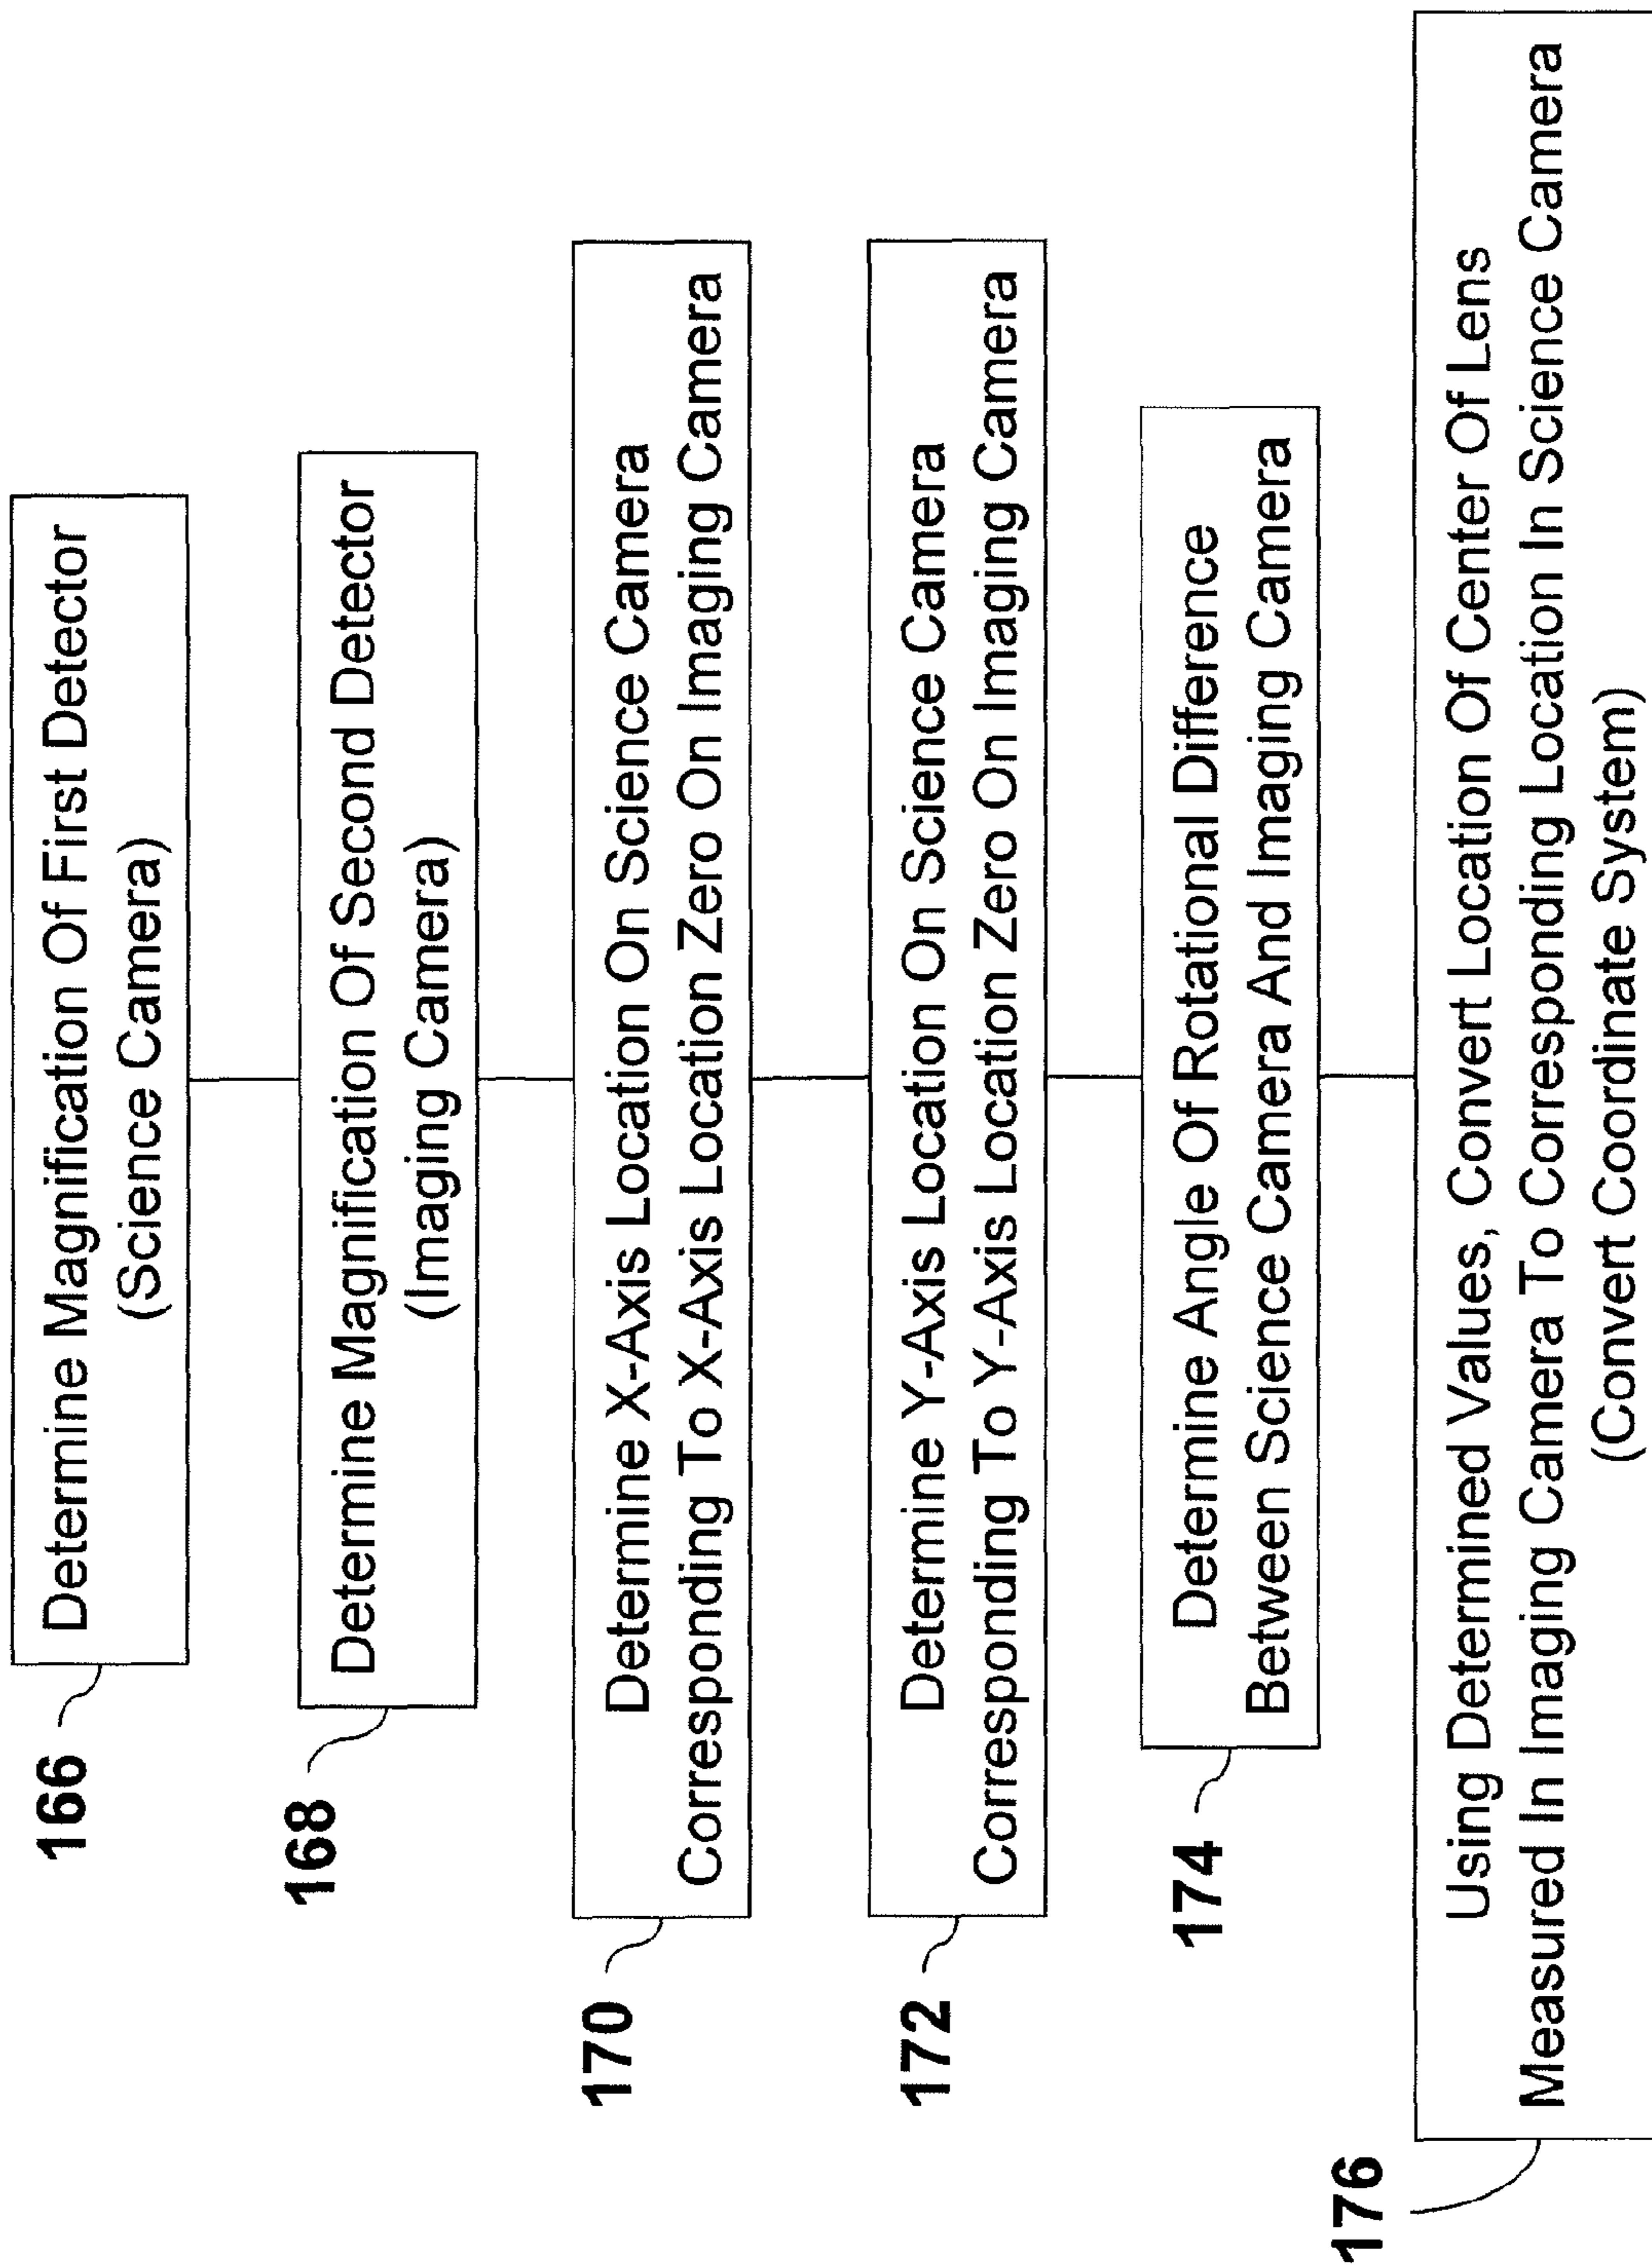 166
Determine Magnification Of First Detector
(Science Camera)
168
Determine Magnification Of Second Detector
(Imaging Camera)
170
Determine X-Axis Location On Science Camera
Corresponding To X-Axis Location Zero On Imaging Camera
172
Determine Y-Axis Location On Science Camera
Corresponding To Y-Axis Location Zero On Imaging Camera
174
Determine Angle Of Rotational Difference
Between Science Camera And Imaging Camera
176
Using Determined Values, Convert Location Of Center Of Lens
Measured In Imaging Camera To Corresponding Location In Science Camera
(Convert Coordinate System)